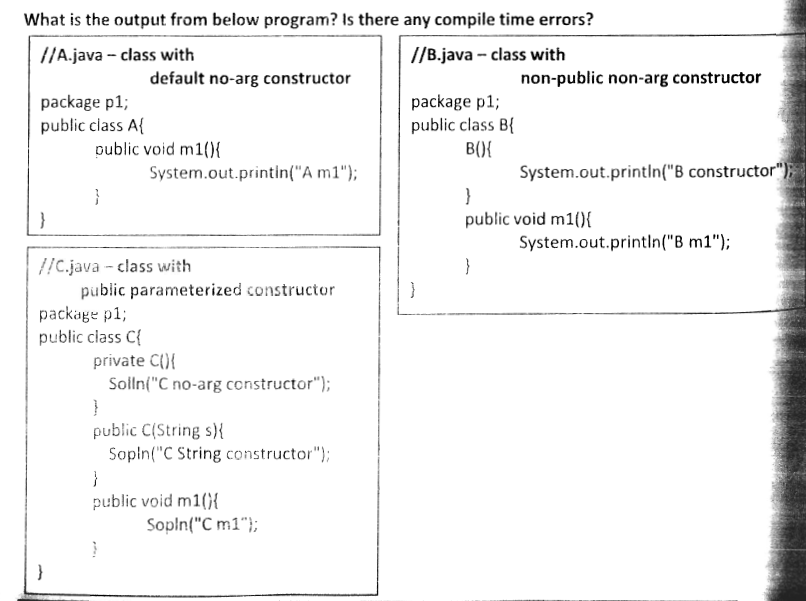 What is the output from below program? Is there any compile time errors?
//A.java – class with
default no-arg constructor
package p1;
public class A{
public void m1(){
System.out.println("A m1");
}
}
//B.java – class with
non-public non-arg constructor
package p1;
public class B{
B(){
System.out.println("B constructor");
}
public void m1(){
System.out.println("B m1");
}
}
//C.java – class with
public parameterized constructor
package p1;
public class C{
private C(){
Solln("C no-arg constructor");
}
public C(String s){
Sopln("C String constructor");
}
public void m1(){
Sopln("C m1");
}
}